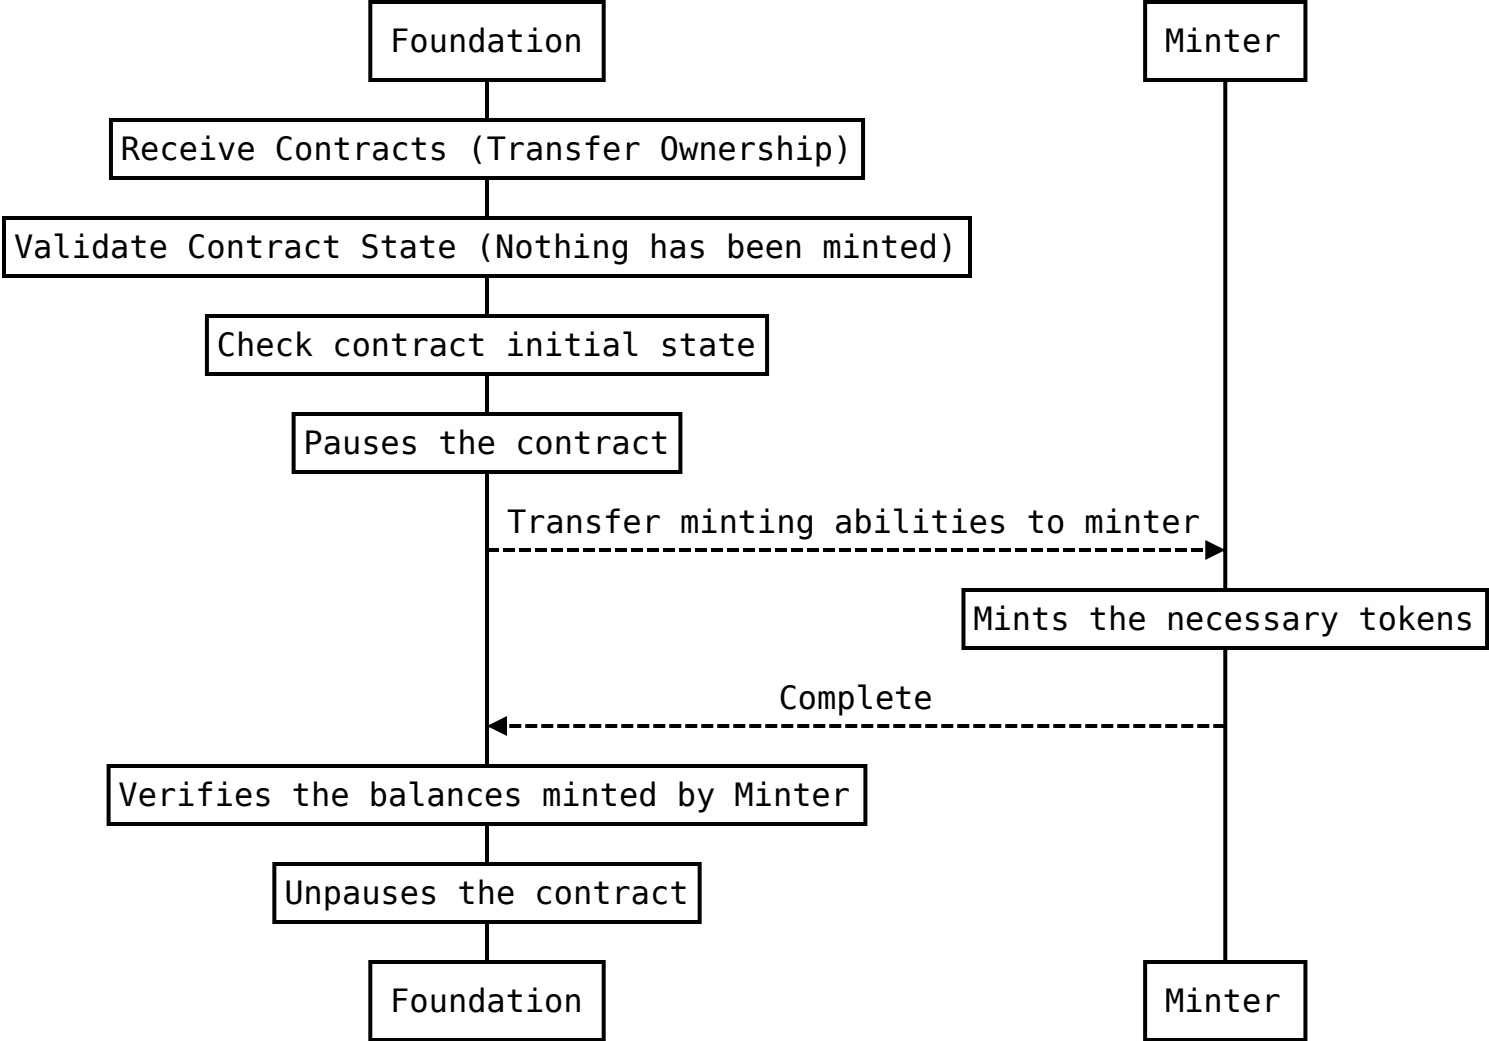 Foundation
Minter
Receive Contracts (Transfer Ownership)
Validate Contract State (Nothing has been minted)
Check contract initial state
Pauses the contract
Transfer minting abilities to minter
Mints the necessary tokens
Complete
Verifies the balances minted by Minter
Unpauses the contract
Foundation
Minter